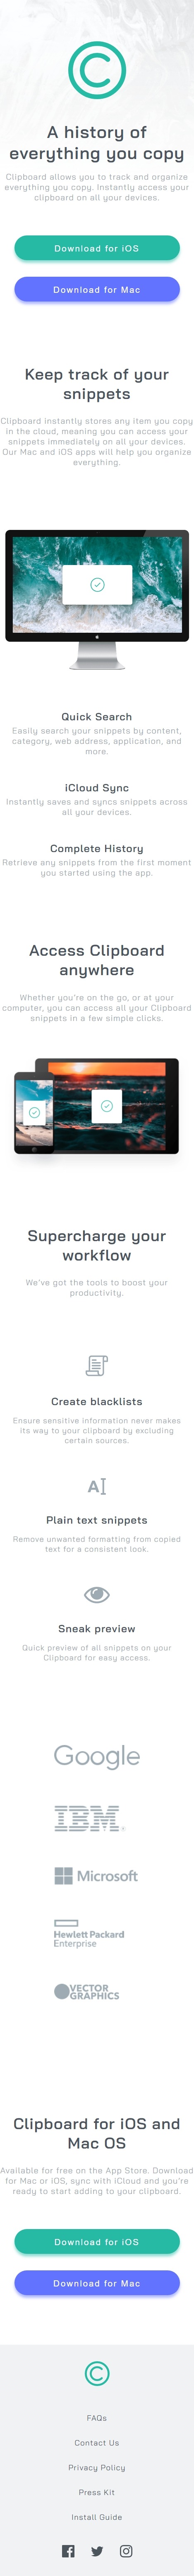 A history of
everything you copy
Clipboard allows you to track and organize
everything you copy. Instantly access your
clipboard on all your devices.
Download for iOS
Download for Mac
Keep track of your
snippets
Clipboard instantly stores any item you copy
in the cloud, meaning you can access your
snippets immediately on all your devices.
Our Mac and iOS apps will help you organize
everything.
Quick Search
Easily search your snippets by content,
category, web address, application, and
more.
iCloud Sync
Instantly saves and syncs snippets across
all your devices.
Complete History
Retrieve any snippets from the first moment
you started using the app.
Access Clipboard
anywhere
Whether you're on the go, or at your
computer, you can access all your Clipboard
snippets in a few simple clicks.
Supercharge your
workflow
We've got the tools to boost your
productivity.
Create blacklists
Ensure sensitive information never makes
its way to your clipboard by excluding
certain sources.
Plain text snippets
Remove unwanted formatting from copied
text for a consistent look.
Sneak preview
Quick preview of all snippets on your
Clipboard for easy access.
Google
IBM
Microsoft
Hewlett Packard
Enterprise
VECTOR
GRAPHICS
Clipboard for iOS and
Mac OS
Available for free on the App Store. Download
for Mac or iOS, sync with iCloud and you're
ready to start adding to your clipboard.
Download for iOS
Download for Mac
FAQs
Contact Us
Privacy Policy
Press Kit
Install Guide